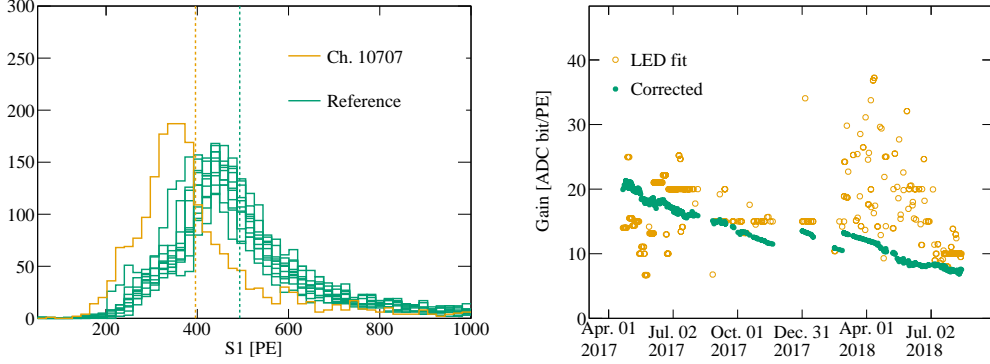 300
250
200
150
100
50
0
200
400
600
800
1000
S1 [PE]
Ch. 10707
Reference
Gain [ADC bit/PE]
40
30
20
10
0
LED fit
Corrected
Apr. 01
2017
Jul. 02
2017
Oct. 01
2017
Dec. 31
2017
Apr. 01
2018
Jul. 02
2018